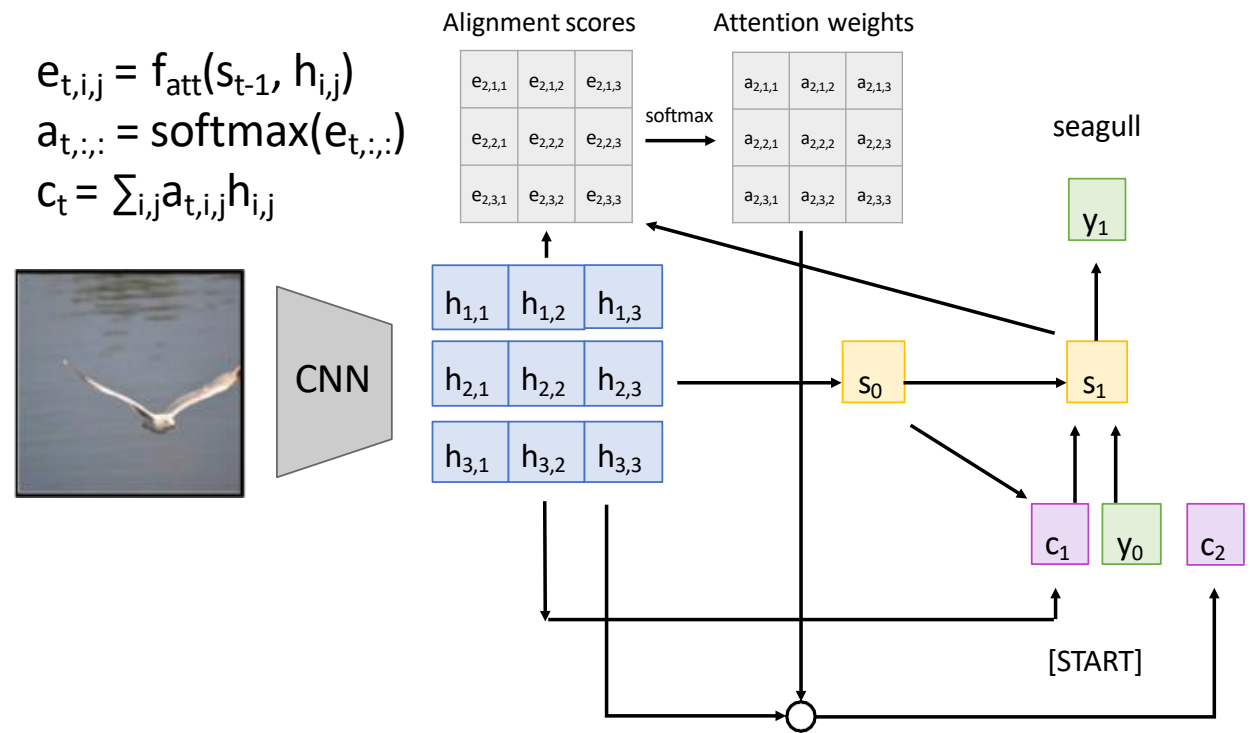 Alignment scores
Attention weights
e_{t,i,j} = f_{att}(s_{t-1}, h_{i,j})
a_{t,:,:} = softmax(e_{t,:,:})
c_t = ∑_{i,j}a_{t,i,j}h_{i,j}
e_{2,1,1} e_{2,1,2} e_{2,1,3}
e_{2,2,1} e_{2,2,2} e_{2,2,3}
e_{2,3,1} e_{2,3,2} e_{2,3,3}
softmax
a_{2,1,1} a_{2,1,2} a_{2,1,3}
a_{2,2,1} a_{2,2,2} a_{2,2,3}
a_{2,3,1} a_{2,3,2} a_{2,3,3}
seagull
y_1
CNN
h_{1,1} h_{1,2} h_{1,3}
h_{2,1} h_{2,2} h_{2,3}
h_{3,1} h_{3,2} h_{3,3}
s_0
s_1
c_1
y_0
c_2
[START]